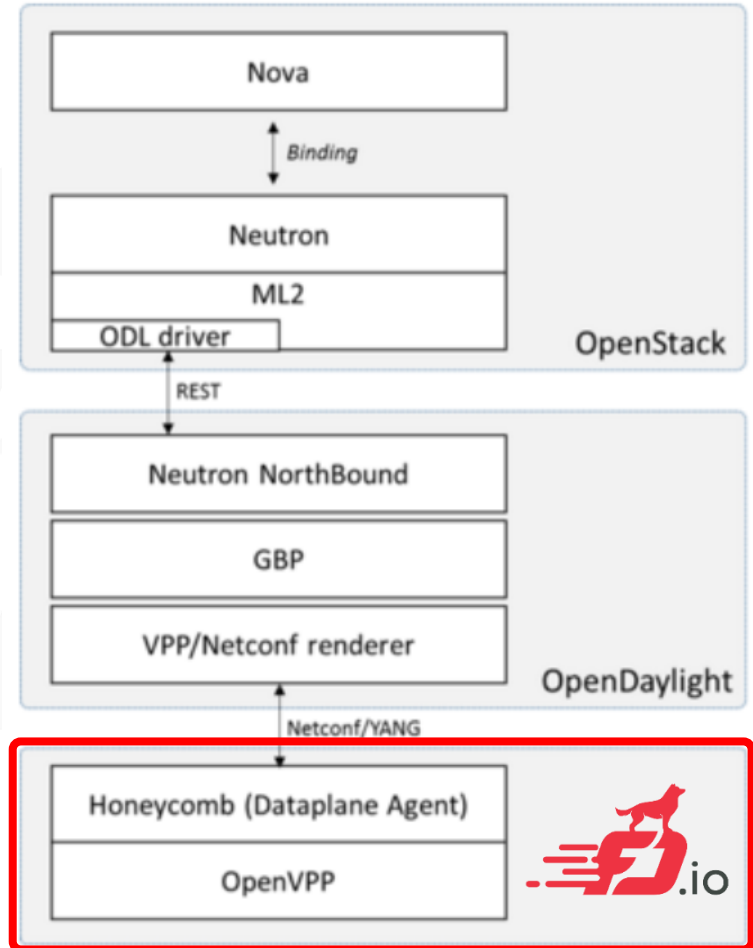 Nova
Binding
Neutron
ML2
ODL driver
OpenStack
REST
Neutron NorthBound
GBP
VPP/Netconf renderer
OpenDaylight
Netconf/YANG
Honeycomb (Dataplane Agent)
OpenVPP
FD.io